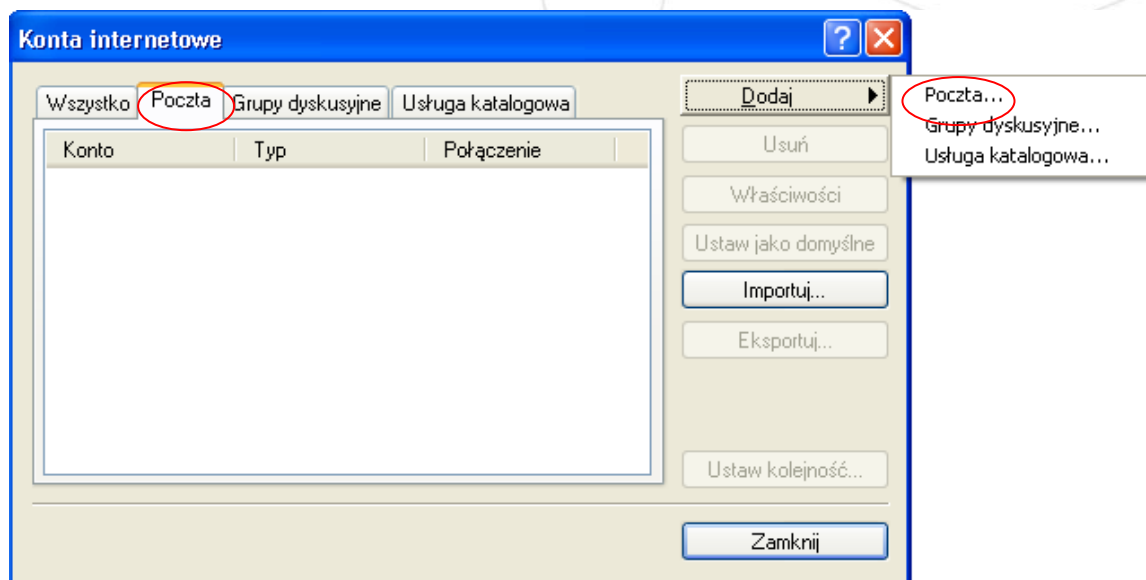 Konta internetowe
Wszystko Poczta Grupy dyskusyjne Usługa katalogowa
Konto Typ Połączenie
Dodaj
Usuń
Właściwości
Ustaw jako domyślne
Importuj...
Eksportuj...
Ustaw kolejność...
Zamknij
Poczta...
Grupy dyskusyjne...
Usługa katalogowa...